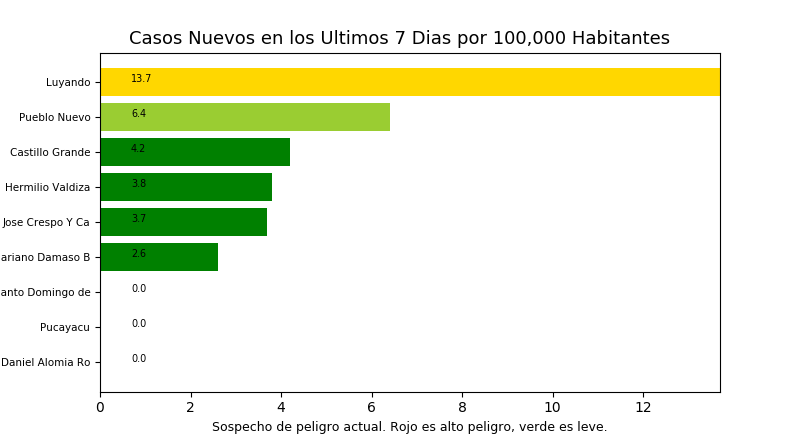 Casos Nuevos en los Ultimos 7 Dias por 100,000 Habitantes
Luyando 13.7
Pueblo Nuevo 6.4
Castillo Grande 4.2
Hermilio Valdiza 3.8
Jose Crespo Y Ca 3.7
ariano Damaso B 2.6
anto Domingo de 0.0
Pucayacu 0.0
Daniel Alomia Ro 0.0
0 2 4 6 8 10 12
Sospecho de peligro actual. Rojo es alto peligro, verde es leve.